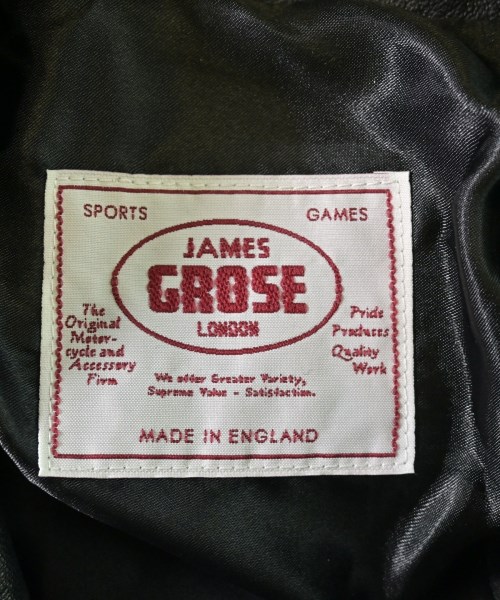 SPORTS GAMES
JAMES
GROSE
LONDON
The
Original
Motor-
cycle and
Accessory
Firm
Pride
Produces
Quality
Work
We offer Greater Variety,
Supreme Value - Satisfaction.
MADE IN ENGLAND